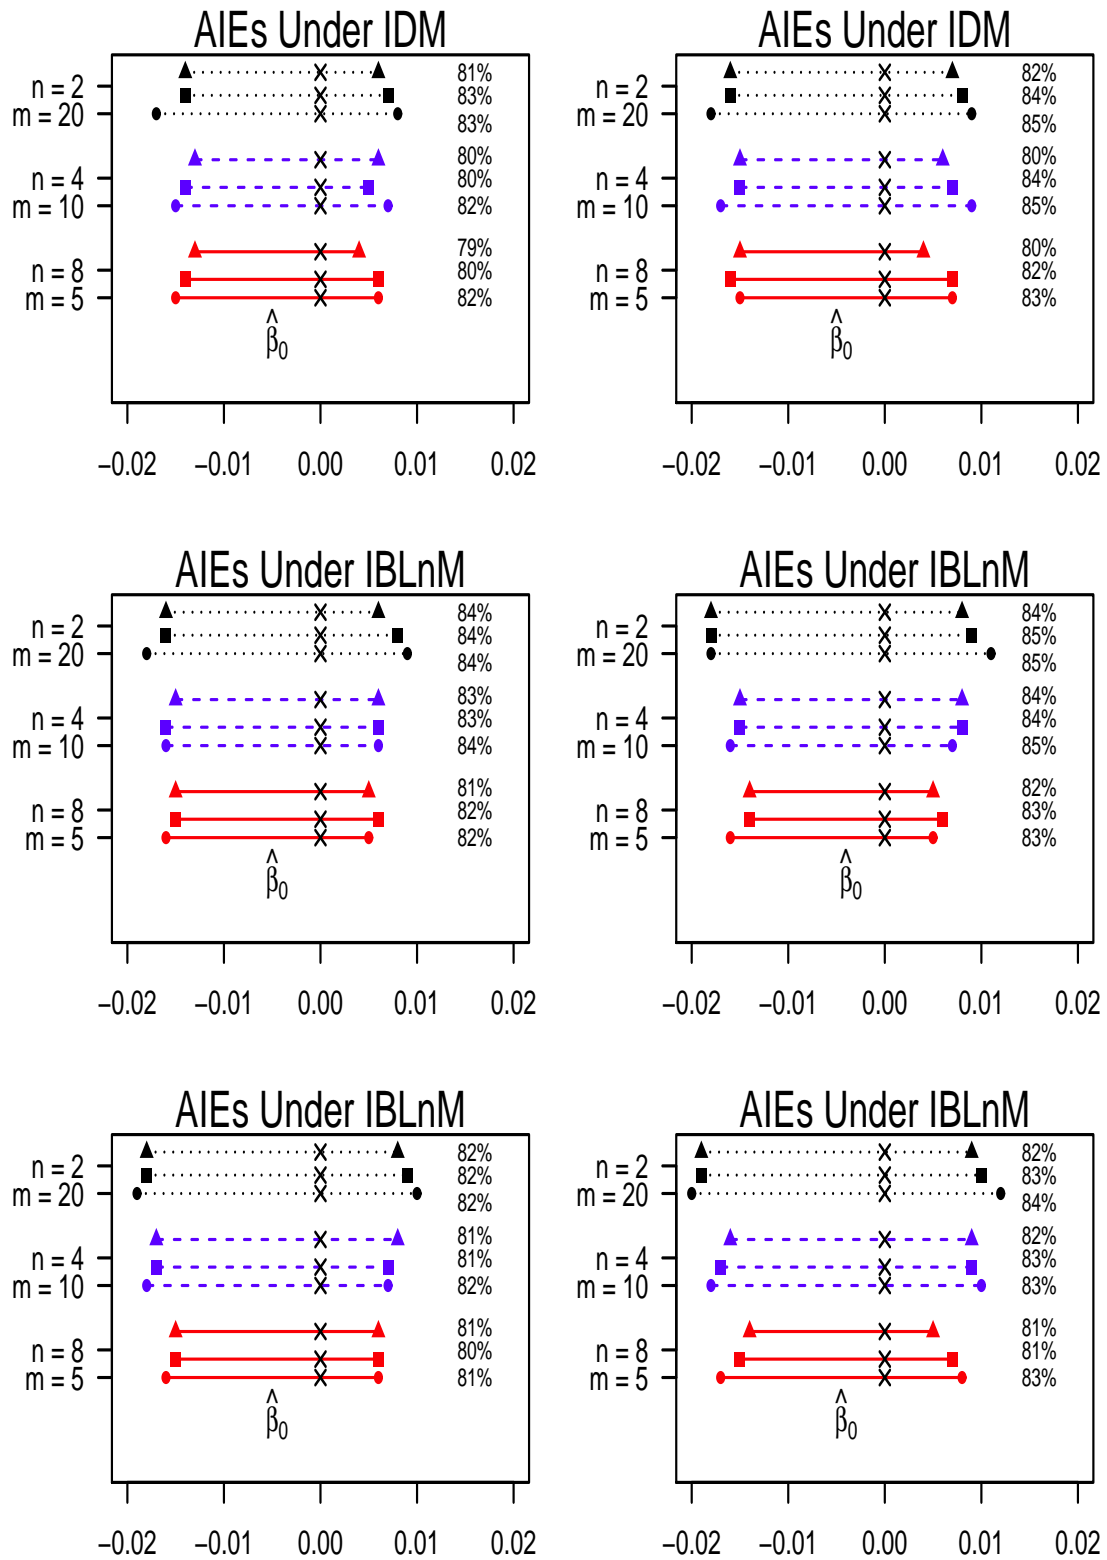 AIEs Under IDM
n = 2
m = 20
n = 4
m = 10
n = 8
m = 5
81%
83%
83%
80%
80%
82%
79%
80%
82%
β̂0
−0.02 −0.01 0.00 0.01 0.02
AIEs Under IDM
n = 2
m = 20
n = 4
m = 10
n = 8
m = 5
82%
84%
85%
80%
84%
85%
80%
82%
83%
β̂0
−0.02 −0.01 0.00 0.01 0.02
AIEs Under IBLnM
n = 2
m = 20
n = 4
m = 10
n = 8
m = 5
84%
84%
84%
83%
83%
84%
81%
82%
82%
β̂0
−0.02 −0.01 0.00 0.01 0.02
AIEs Under IBLnM
n = 2
m = 20
n = 4
m = 10
n = 8
m = 5
84%
85%
85%
84%
84%
85%
82%
83%
83%
β̂0
−0.02 −0.01 0.00 0.01 0.02
AIEs Under IBLnM
n = 2
m = 20
n = 4
m = 10
n = 8
m = 5
82%
82%
82%
81%
81%
82%
81%
80%
81%
β̂0
−0.02 −0.01 0.00 0.01 0.02
AIEs Under IBLnM
n = 2
m = 20
n = 4
m = 10
n = 8
m = 5
82%
83%
84%
82%
83%
83%
81%
81%
83%
β̂0
−0.02 −0.01 0.00 0.01 0.02